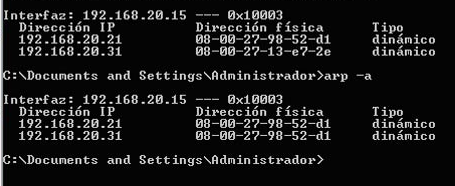 Interfaz: 192.168.20.15 --- 0x10003
Dirección IP Dirección física Tipo
192.168.20.21 08-00-27-98-52-d1 dinámico
192.168.20.31 08-00-27-13-e7-2e dinámico
C:\Documents and Settings\Administrador>arp -a
Interfaz: 192.168.20.15 --- 0x10003
Dirección IP Dirección física Tipo
192.168.20.21 08-00-27-98-52-d1 dinámico
192.168.20.31 08-00-27-98-52-d1 dinámico
C:\Documents and Settings\Administrador>